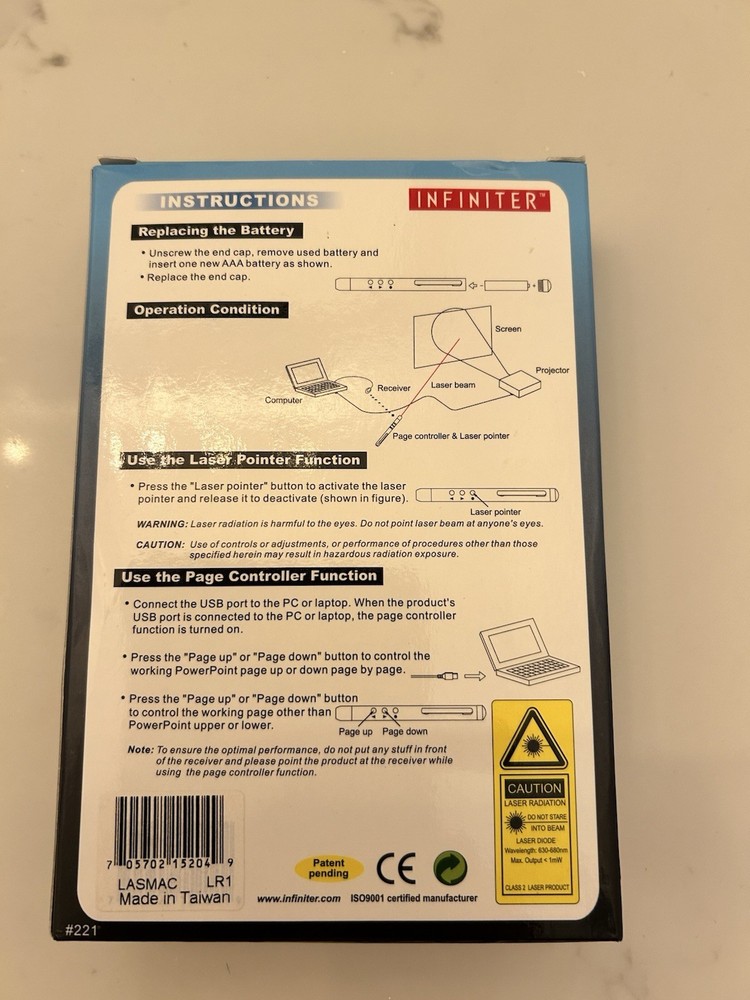 INSTRUCTIONS
INFINITER™
Replacing the Battery
• Unscrew the end cap, remove used battery and
insert one new AAA battery as shown.
• Replace the end cap.
Operation Condition
Screen
Projector
Receiver
Laser beam
Computer
Page controller & Laser pointer
Use the Laser Pointer Function
• Press the "Laser pointer" button to activate the laser
pointer and release it to deactivate (shown in figure).
Laser pointer
WARNING: Laser radiation is harmful to the eyes. Do not point laser beam at anyone's eyes.
CAUTION: Use of controls or adjustments, or performance of procedures other than those
specified herein may result in hazardous radiation exposure.
Use the Page Controller Function
• Connect the USB port to the PC or laptop. When the product's
USB port is connected to the PC or laptop, the page controller
function is turned on.
• Press the "Page up" or "Page down" button to control the
working PowerPoint page up or down page by page.
• Press the "Page up" or "Page down" button
to control the working page other than
PowerPoint upper or lower.
Page up Page down
Note: To ensure the optimal performance, do not put any stuff in front
of the receiver and please point the product at the receiver while
using the page controller function.
CAUTION
LASER RADIATION
DO NOT STARE
INTO BEAM
LASER DIODE
Wavelength: 630-680nm
Max. Output < 1mW
CLASS 2 LASER PRODUCT
7 05702 15204 9
LASMAC LR1
Made in Taiwan
Patent
pending
CE
www.infiniter.com ISO9001 certified manufacturer
#221